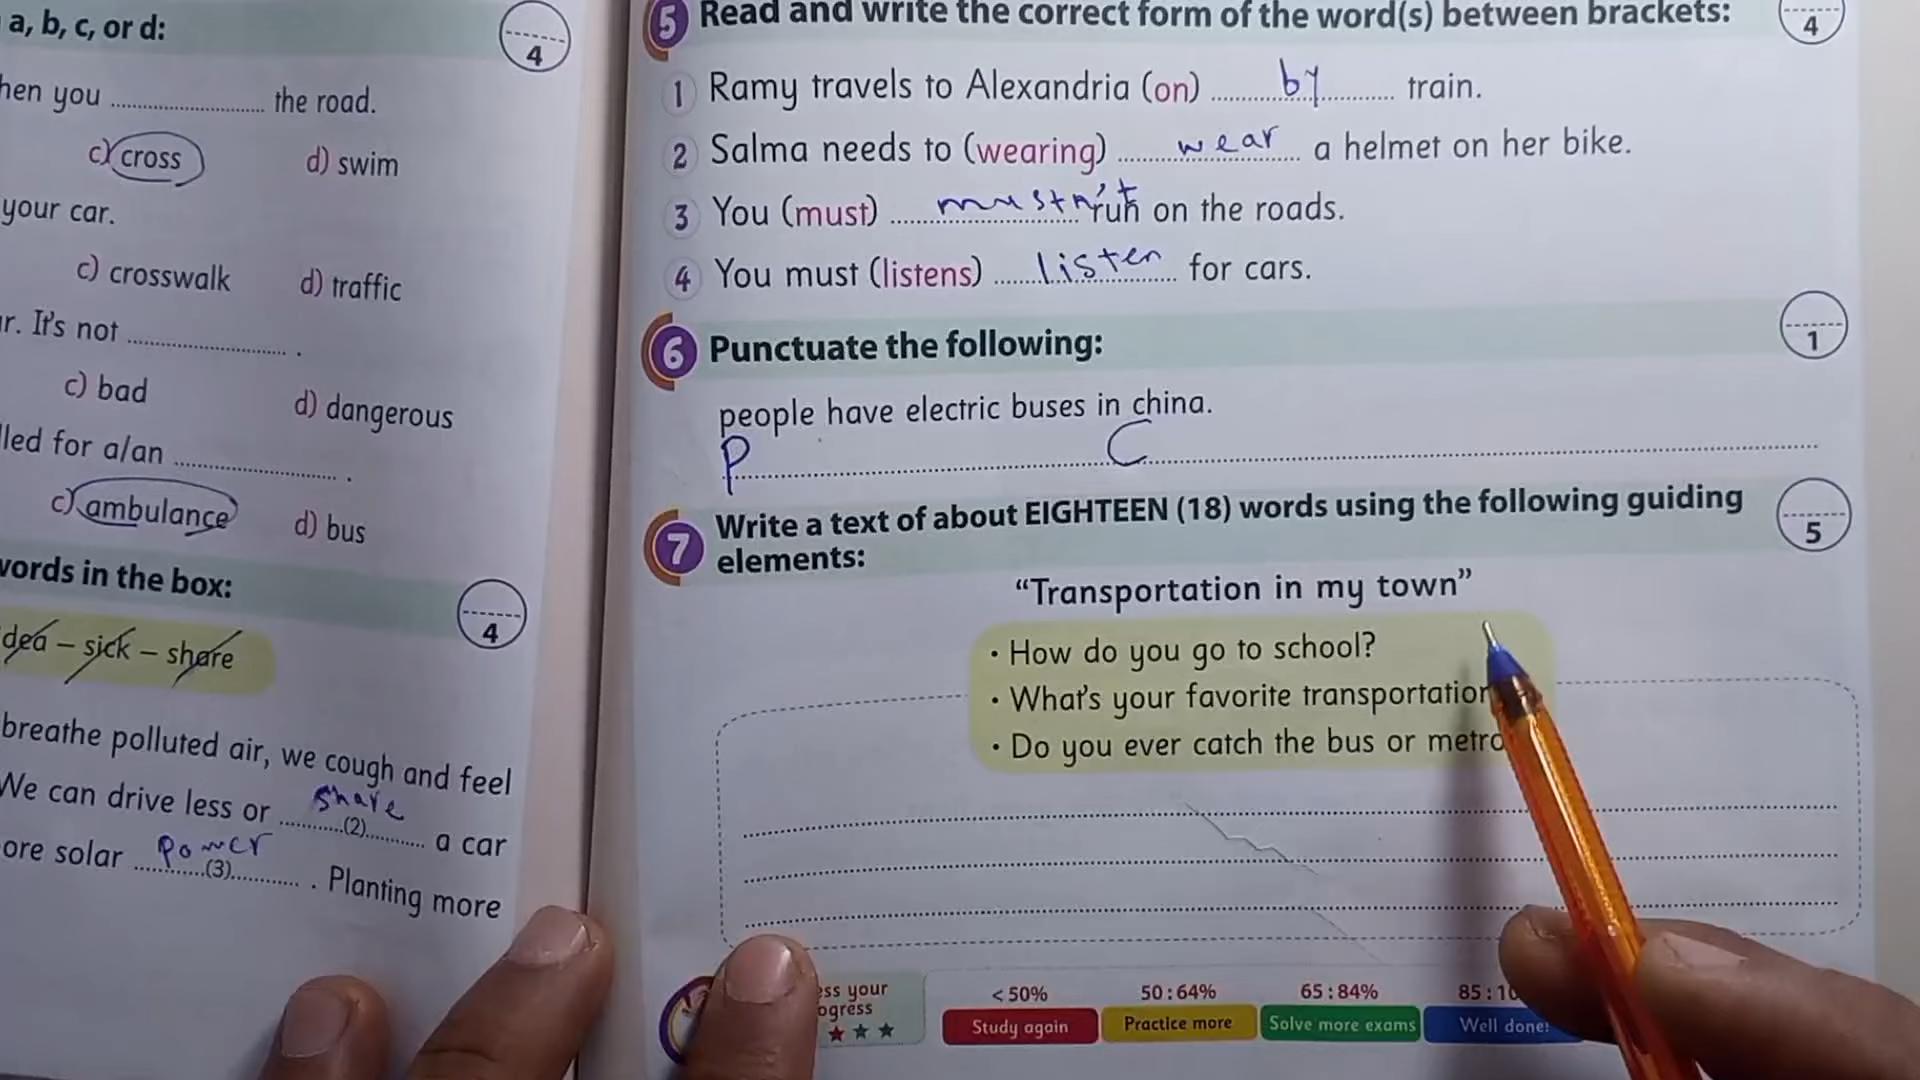 a, b, c, or d:
4
hen you ........ the road.
c) cross d) swim
your car.
c) crosswalk d) traffic
r. It's not ........ .
c) bad d) dangerous
lled for a/an ........ .
c) ambulance d) bus
words in the box:
4
dea – sick – share
breathe polluted air, we cough and feel
We can drive less or ........(2)........ share a car
ore solar ........(3)........ power . Planting more
5 Read and write the correct form of the word(s) between brackets:
4
1 Ramy travels to Alexandria (on) by train.
2 Salma needs to (wearing) wear a helmet on her bike.
3 You (must) mustn't run on the roads.
4 You must (listens) listen for cars.
6 Punctuate the following:
1
people have electric buses in china.
P C
7 Write a text of about EIGHTEEN (18) words using the following guiding
elements:
5
“Transportation in my town”
• How do you go to school?
• What's your favorite transportation
• Do you ever catch the bus or metro
ess your
ogress
< 50% 50 : 64% 65 : 84% 85 : 10
Study again Practice more Solve more exams Well done!